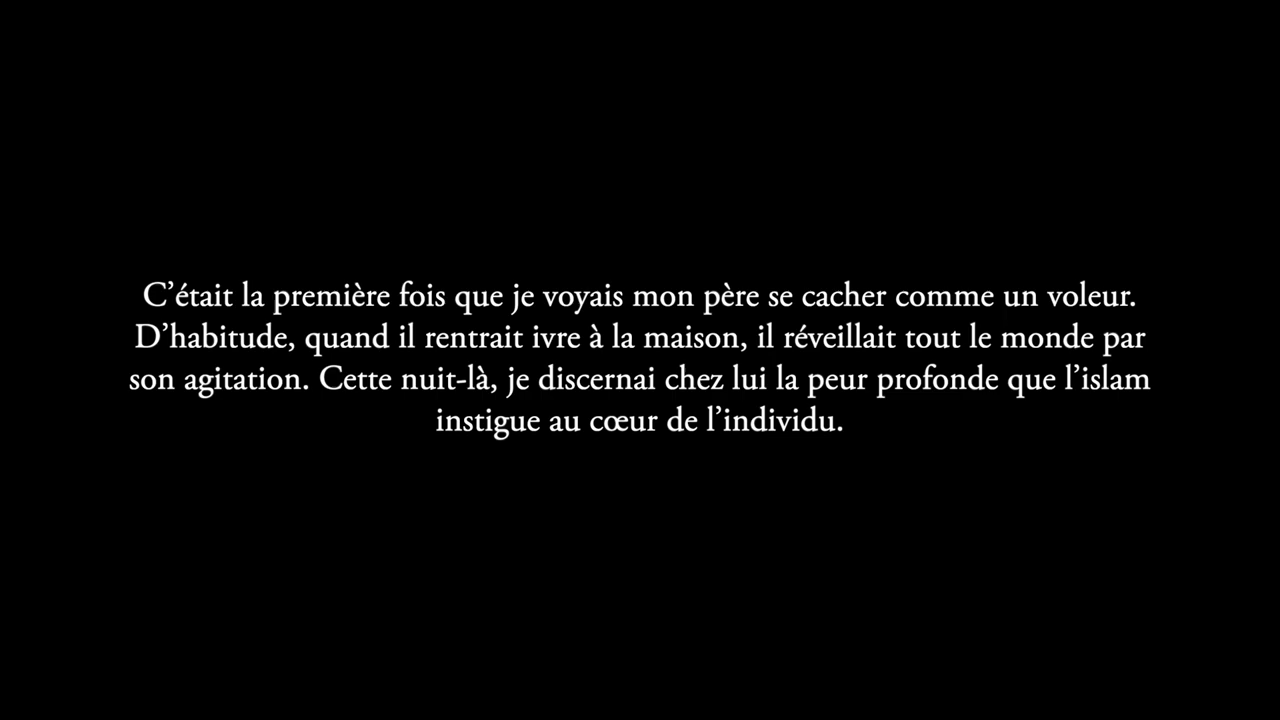 C’était la première fois que je voyais mon père se cacher comme un voleur.
D’habitude, quand il rentrait ivre à la maison, il réveillait tout le monde par
son agitation. Cette nuit-là, je discernai chez lui la peur profonde que l’islam
instigue au cœur de l’individu.